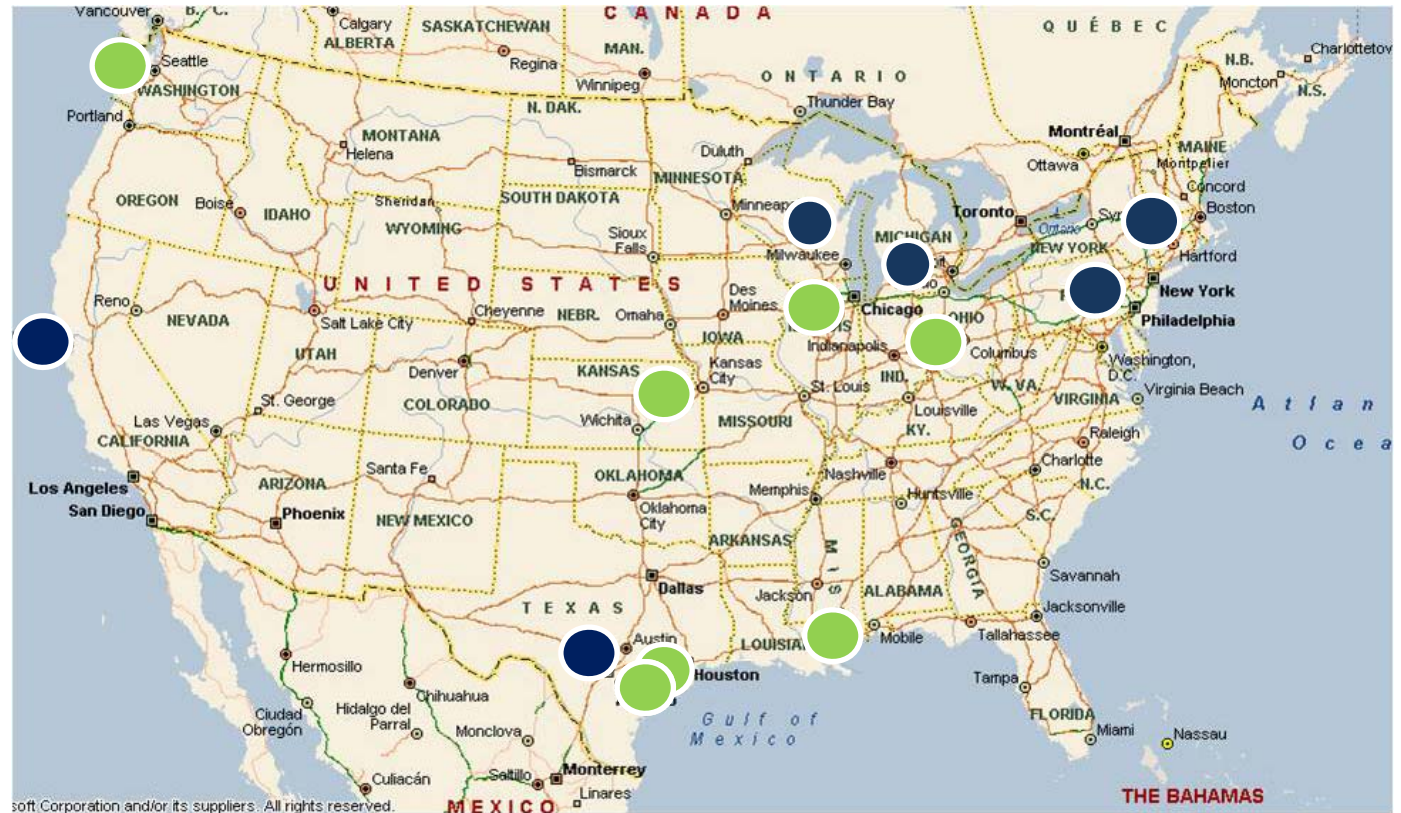 CANADA
Vancouver
B. C.
Calgary
ALBERTA
SASKATCHEWAN
Regina
MAN.
Winnipeg
ONTARIO
Thunder Bay
QUÉBEC
N.B.
Charlottetov
Moncton
N.S.
Seattle
WASHINGTON
Portland
MONTANA
Helena
N. DAK.
Bismarck
Duluth
MINNESOTA
Montréal
Ottawa
MAINE
Montpelier
Concord
Boston
OREGON
Boise
IDAHO
Sheridan
WYOMING
SOUTH DAKOTA
Sioux
Falls
Minneap
Milwaukee
MICHIGAN
Toronto
Ontario
Syr
NEW YORK
Hartford
New York
Philadelphia
UNITED STATES
Reno
NEVADA
Salt Lake City
UTAH
Cheyenne
NEBR.
Omaha
Des
Moines
IOWA
Chicago
OHIO
Indianapolis
Columbus
IND.
Washington,
D.C.
W. VA.
VIRGINIA
Virginia Beach
Denver
COLORADO
KANSAS
Kansas
City
St. Louis
Louisville
KY.
MISSOURI
Wichita
St. George
Las Vegas
CALIFORNIA
Los Angeles
San Diego
ARIZONA
Phoenix
Santa Fe
NEW MEXICO
OKLAHOMA
Oklahoma
City
ARKANSAS
Memphis
Nashville
Huntsville
Raleigh
Charlotte
N.C.
S.C.
GEORGIA
Atlan
Ocea
MIS
ALABAMA
Jackson
Savannah
Jacksonville
Tallahassee
Mobile
LOUISIA
Dallas
TEXAS
Austin
Houston
Gulf of
Mexico
Tampa
FLORIDA
Miami
Nassau
THE BAHAMAS
Hermosillo
Chihuahua
Ciudad
Obregón
Hidalgo del
Parral
Monclova
Saltillo
Monterrey
Linares
Culiacán
MEXICO
soft Corporation and/or its suppliers. All rights reserved.